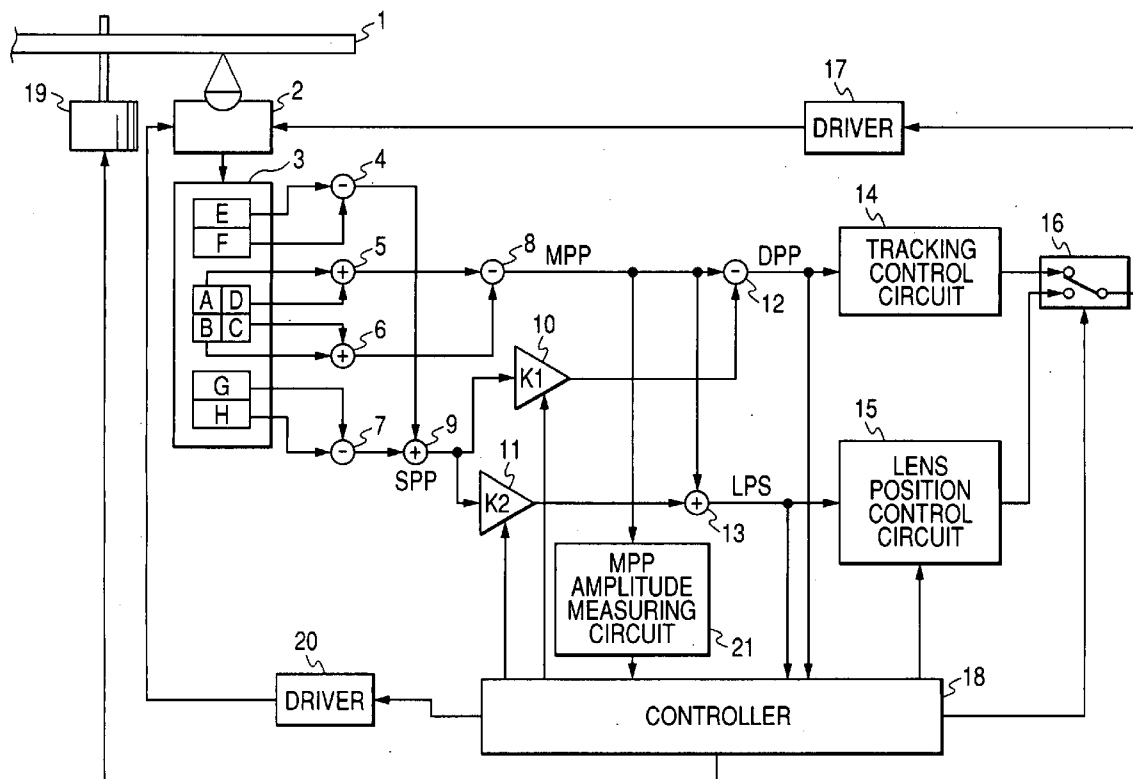 1
19
2
17
DRIVER
3
4
E
F
14
5
8
MPP
DPP
TRACKING
CONTROL
CIRCUIT
16
A D
B C
12
6
10
K1
G
H
7
9
SPP
11
K2
LPS
13
15
LENS
POSITION
CONTROL
CIRCUIT
MPP
AMPLITUDE
MEASURING
CIRCUIT
21
20
DRIVER
18
CONTROLLER